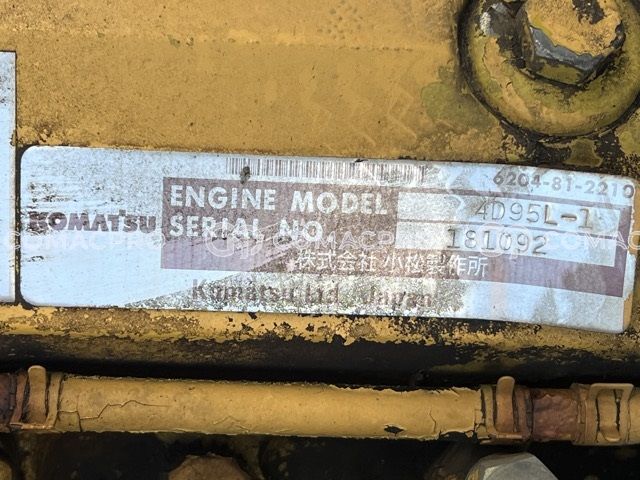 6204-81-2210
ENGINE MODEL 4D95L-1
KOMATSU SERIAL NO. 181092
株式会社 小松製作所
Komatsu Ltd. Japan